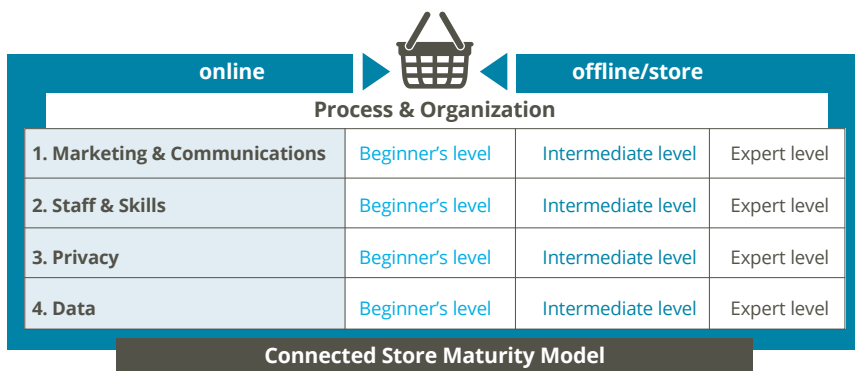 online offline/store
Process & Organization
1. Marketing & Communications Beginner's level Intermediate level Expert level
2. Staff & Skills Beginner's level Intermediate level Expert level
3. Privacy Beginner's level Intermediate level Expert level
4. Data Beginner's level Intermediate level Expert level
Connected Store Maturity Model